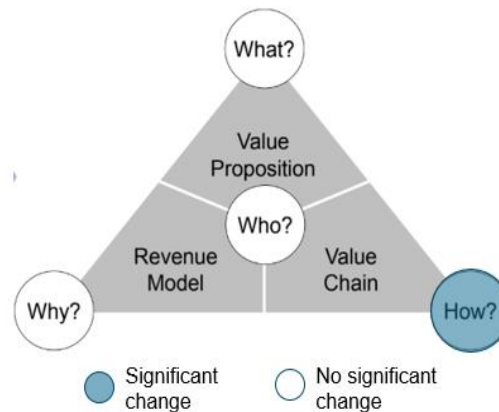 What?
Value
Proposition
Who?
Revenue
Model
Value
Chain
Why?
How?
Significant
change
No significant
change